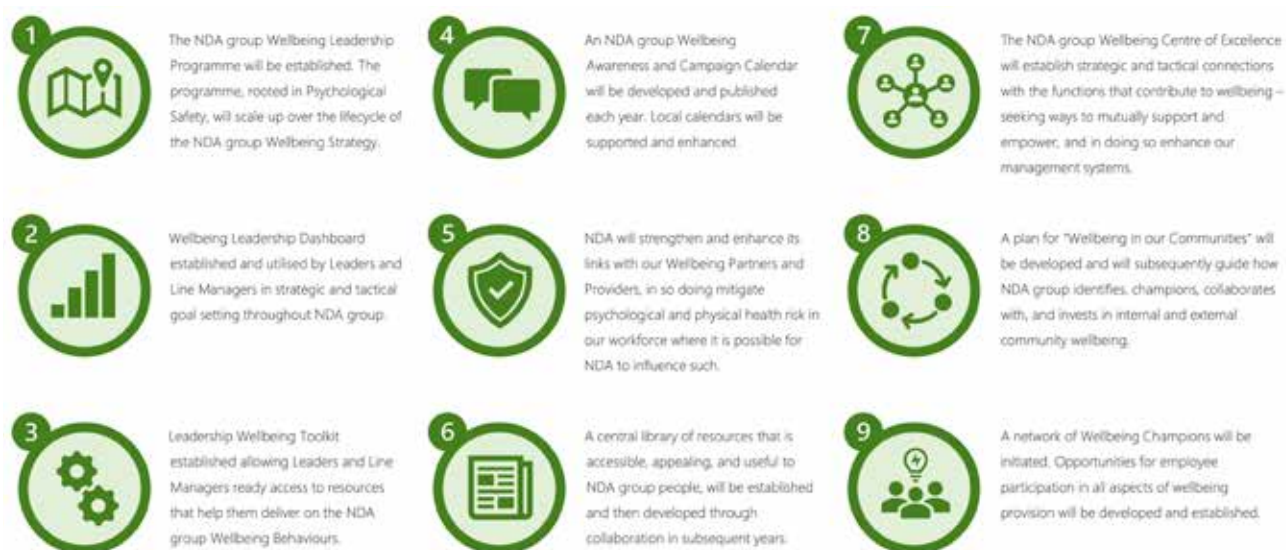 1
The NDA group Wellbeing Leadership
Programme will be established. The
programme, rooted in Psychological
Safety, will scale up over the lifecycle of
the NDA group Wellbeing Strategy.
2
Wellbeing Leadership Dashboard
established and utilised by Leaders and
Line Managers in strategic and tactical
goal setting throughout NDA group.
3
Leadership Wellbeing Toolkit
established allowing Leaders and Line
Managers ready access to resources
that help them deliver on the NDA
group Wellbeing Behaviours.
4
An NDA group Wellbeing
Awareness and Campaign Calendar
will be developed and published
each year. Local calendars will be
supported and enhanced.
5
NDA will strengthen and enhance its
links with our Wellbeing Partners and
Providers, in so doing mitigate
psychological and physical health risk in
our workforce where it is possible for
NDA to influence such.
6
A central library of resources that is
accessible, appealing, and useful to
NDA group people, will be established
and then developed through
collaboration in subsequent years.
7
The NDA group Wellbeing Centre of Excellence
will establish strategic and tactical connections
with the functions that contribute to wellbeing –
seeking ways to mutually support and
empower, and in doing so enhance our
management systems.
8
A plan for "Wellbeing in our Communities" will
be developed and will subsequently guide how
NDA group identifies, champions, collaborates
with, and invests in internal and external
community wellbeing.
9
A network of Wellbeing Champions will be
initiated. Opportunities for employee
participation in all aspects of wellbeing
provision will be developed and established.